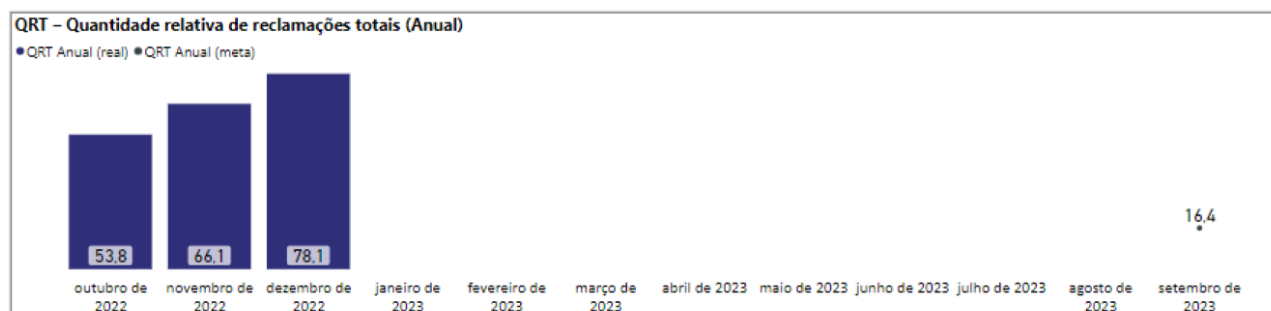 QRT – Quantidade relativa de reclamações totais (Anual)
QRT Anual (real) QRT Anual (meta)
16,4
53,8 66,1 78,1
outubro de 2022
novembro de 2022
dezembro de 2022
janeiro de 2023
fevereiro de 2023
março de 2023
abril de 2023
maio de 2023
junho de 2023
julho de 2023
agosto de 2023
setembro de 2023